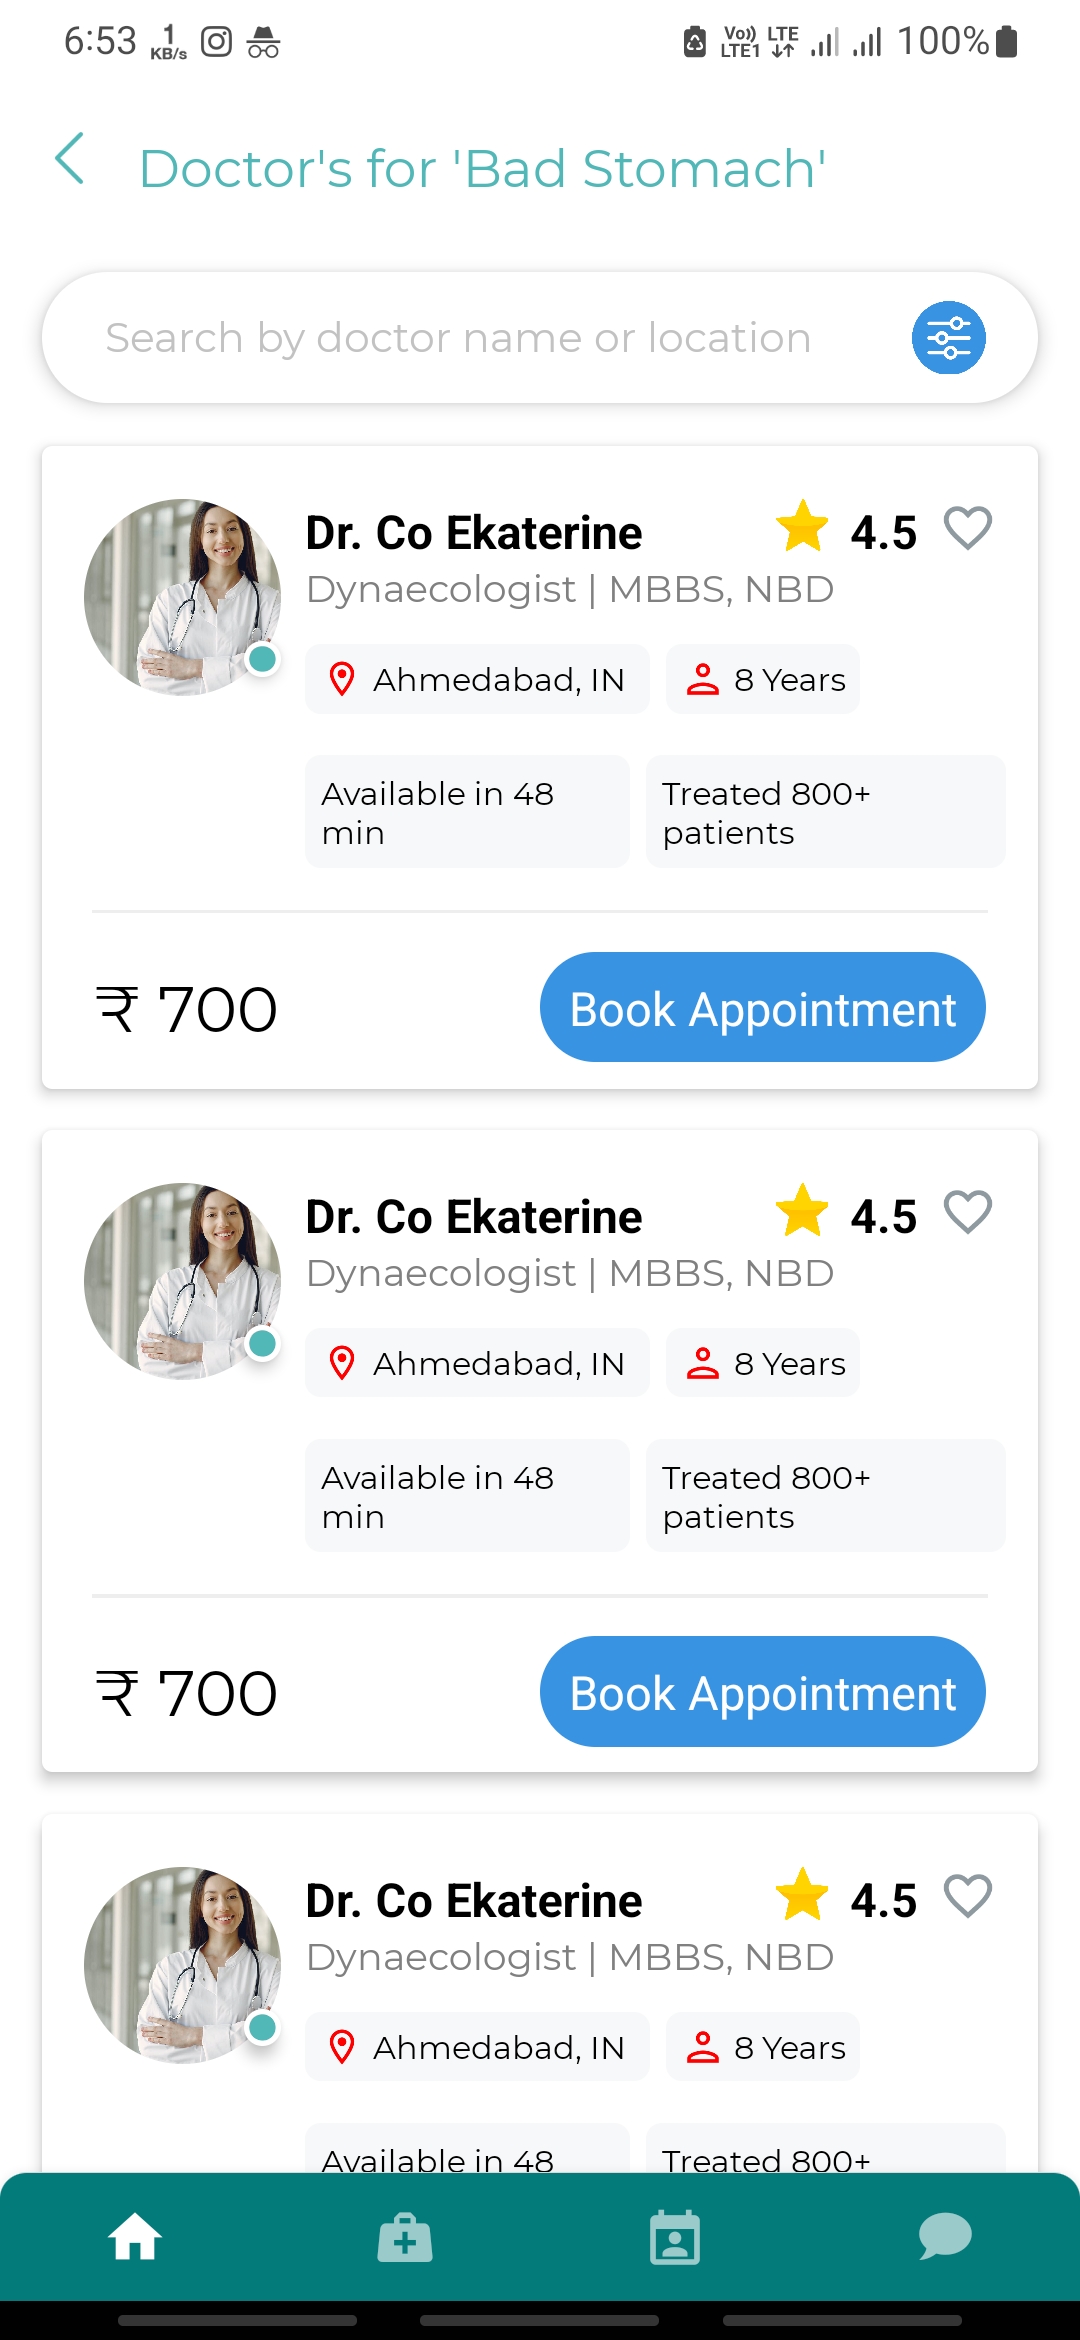 6:53 1 KB/s Vo)) LTE1 LTE 100%
Doctor's for 'Bad Stomach'
Search by doctor name or location
Dr. Co Ekaterine 4.5
Dynaecologist | MBBS, NBD
Ahmedabad, IN 8 Years
Available in 48 min Treated 800+ patients
₹ 700 Book Appointment
Dr. Co Ekaterine 4.5
Dynaecologist | MBBS, NBD
Ahmedabad, IN 8 Years
Available in 48 min Treated 800+ patients
₹ 700 Book Appointment
Dr. Co Ekaterine 4.5
Dynaecologist | MBBS, NBD
Ahmedabad, IN 8 Years
Available in 48 Treated 800+